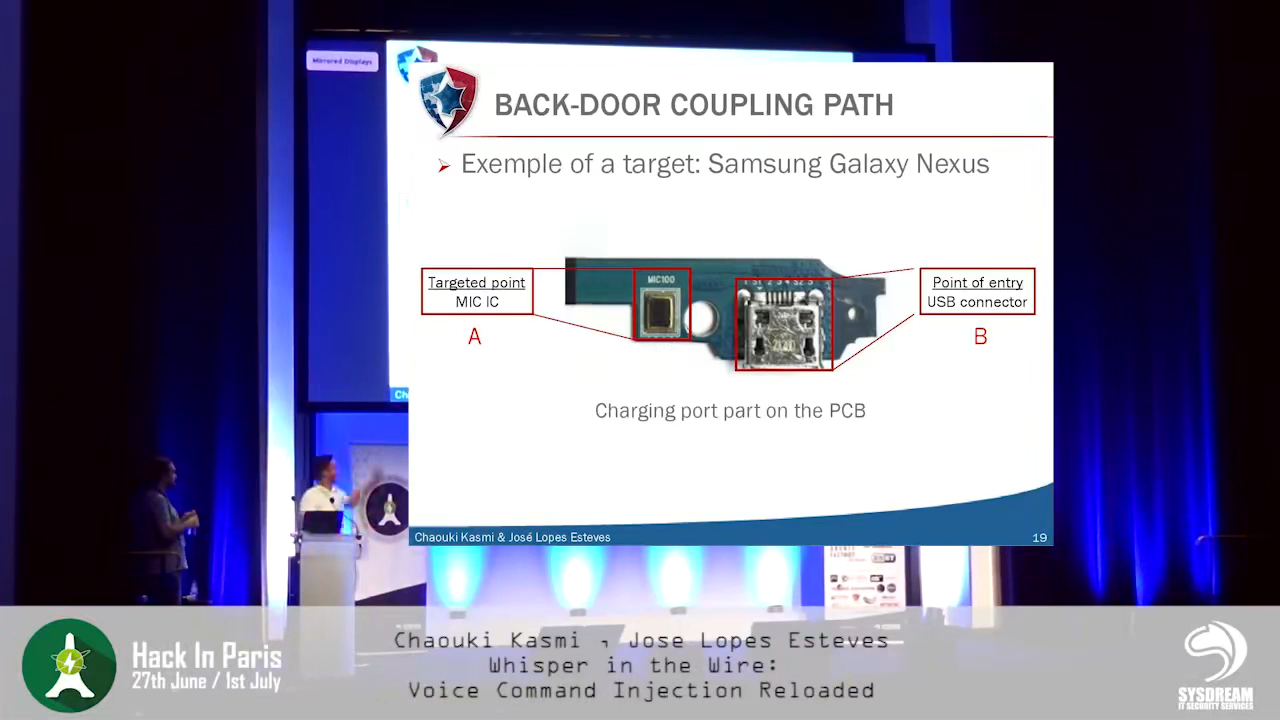 Mirrored Displays
BACK-DOOR COUPLING PATH
Exemple of a target: Samsung Galaxy Nexus
Targeted point
MIC IC
A
MIC100
Point of entry
USB connector
B
Charging port part on the PCB
Chaouki Kasmi & José Lopes Esteves
19
Ch
Hack In Paris
27th June / 1st July
Chaouki Kasmi , Jose Lopes Esteves
Whisper in the Wire:
Voice Command Injection Reloaded
SYSDREAM
IT SECURITY SERVICES